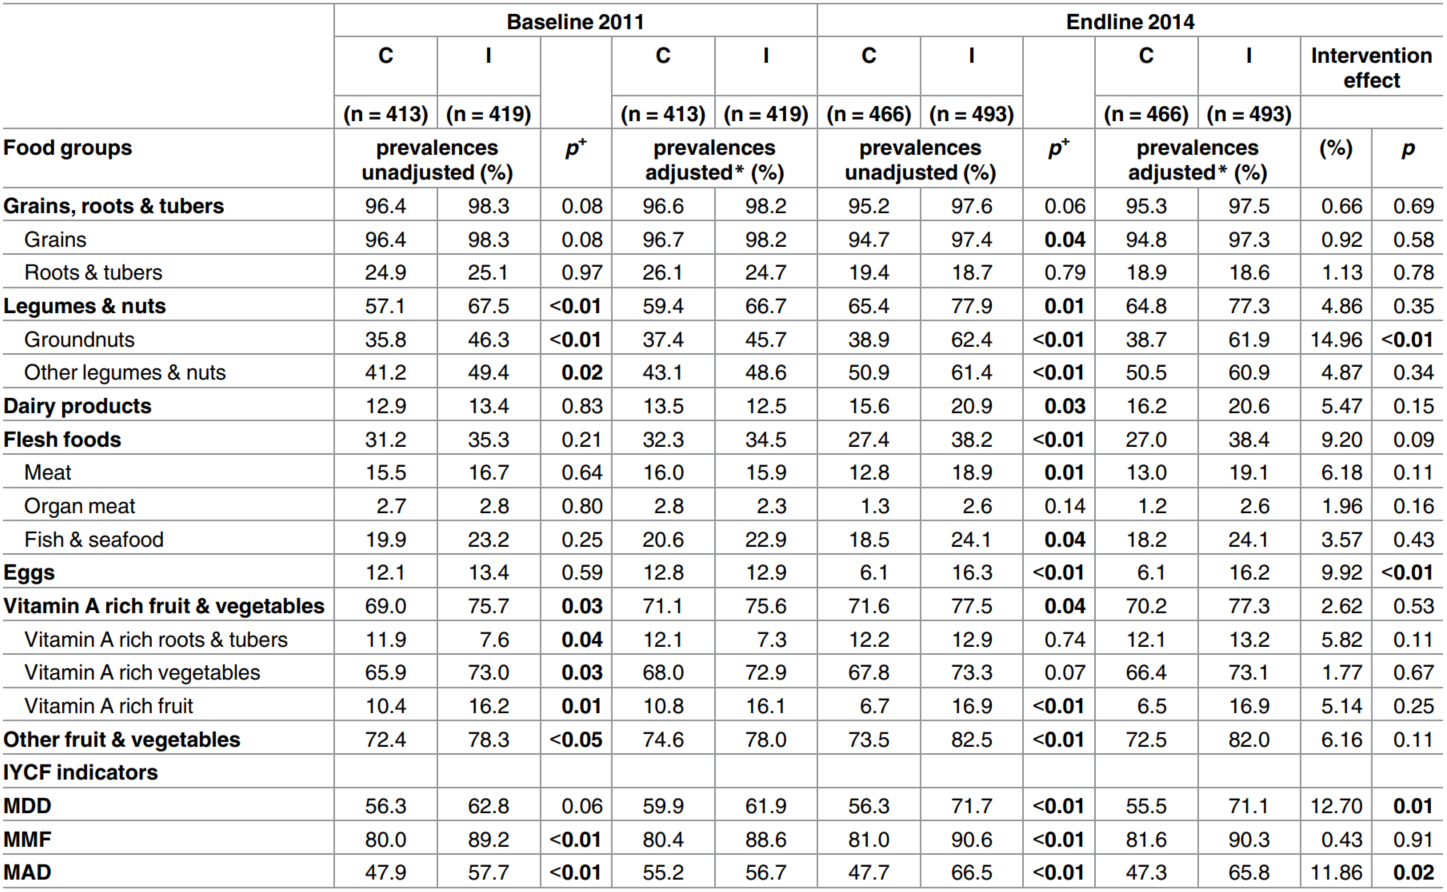 Baseline 2011 Endline 2014
C I C I C I C I Intervention effect
(n = 413) (n = 419) (n = 413) (n = 419) (n = 466) (n = 493) (n = 466) (n = 493)
Food groups prevalences unadjusted (%) p+ prevalences adjusted* (%) prevalences unadjusted (%) p+ prevalences adjusted* (%) (%) p
Grains, roots & tubers 96.4 98.3 0.08 96.6 98.2 95.2 97.6 0.06 95.3 97.5 0.66 0.69
Grains 96.4 98.3 0.08 96.7 98.2 94.7 97.4 0.04 94.8 97.3 0.92 0.58
Roots & tubers 24.9 25.1 0.97 26.1 24.7 19.4 18.7 0.79 18.9 18.6 1.13 0.78
Legumes & nuts 57.1 67.5 <0.01 59.4 66.7 65.4 77.9 0.01 64.8 77.3 4.86 0.35
Groundnuts 35.8 46.3 <0.01 37.4 45.7 38.9 62.4 <0.01 38.7 61.9 14.96 <0.01
Other legumes & nuts 41.2 49.4 0.02 43.1 48.6 50.9 61.4 <0.01 50.5 60.9 4.87 0.34
Dairy products 12.9 13.4 0.83 13.5 12.5 15.6 20.9 0.03 16.2 20.6 5.47 0.15
Flesh foods 31.2 35.3 0.21 32.3 34.5 27.4 38.2 <0.01 27.0 38.4 9.20 0.09
Meat 15.5 16.7 0.64 16.0 15.9 12.8 18.9 0.01 13.0 19.1 6.18 0.11
Organ meat 2.7 2.8 0.80 2.8 2.3 1.3 2.6 0.14 1.2 2.6 1.96 0.16
Fish & seafood 19.9 23.2 0.25 20.6 22.9 18.5 24.1 0.04 18.2 24.1 3.57 0.43
Eggs 12.1 13.4 0.59 12.8 12.9 6.1 16.3 <0.01 6.1 16.2 9.92 <0.01
Vitamin A rich fruit & vegetables 69.0 75.7 0.03 71.1 75.6 71.6 77.5 0.04 70.2 77.3 2.62 0.53
Vitamin A rich roots & tubers 11.9 7.6 0.04 12.1 7.3 12.2 12.9 0.74 12.1 13.2 5.82 0.11
Vitamin A rich vegetables 65.9 73.0 0.03 68.0 72.9 67.8 73.3 0.07 66.4 73.1 1.77 0.67
Vitamin A rich fruit 10.4 16.2 0.01 10.8 16.1 6.7 16.9 <0.01 6.5 16.9 5.14 0.25
Other fruit & vegetables 72.4 78.3 <0.05 74.6 78.0 73.5 82.5 <0.01 72.5 82.0 6.16 0.11
IYCF indicators
MDD 56.3 62.8 0.06 59.9 61.9 56.3 71.7 <0.01 55.5 71.1 12.70 0.01
MMF 80.0 89.2 <0.01 80.4 88.6 81.0 90.6 <0.01 81.6 90.3 0.43 0.91
MAD 47.9 57.7 <0.01 55.2 56.7 47.7 66.5 <0.01 47.3 65.8 11.86 0.02